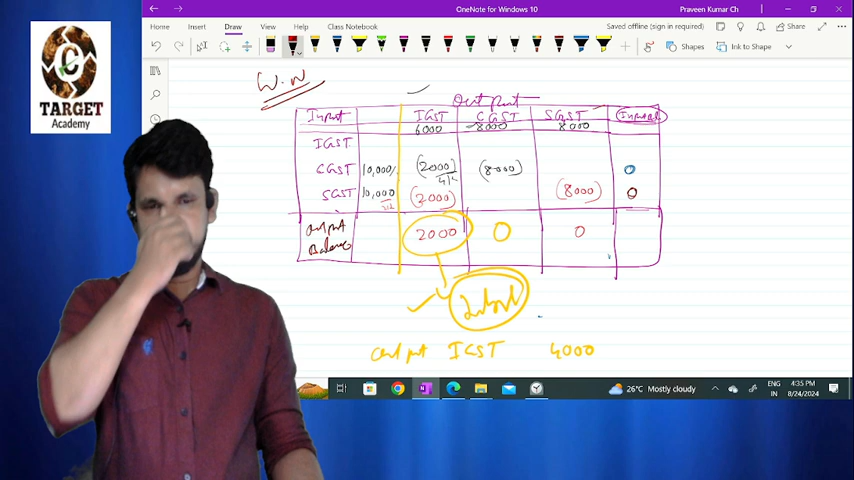 OneNote for Windows 10
Praveen Kumar Ch
Home Insert Draw View Help Class Notebook
Saved offline (sign in required)
Share
Shapes
Ink to Shape
TARGET
Academy
W.N
output
Input IGST CGST SGST
6000 8000 8000
IGST
CGST 10,000 (2000) (8000) 0
SGST 10,000 (2000) (8000) 0
output 2000 0 0
Balance
output IGST 4000
26°C Mostly cloudy
ENG
IN
4:35 PM
8/24/2024